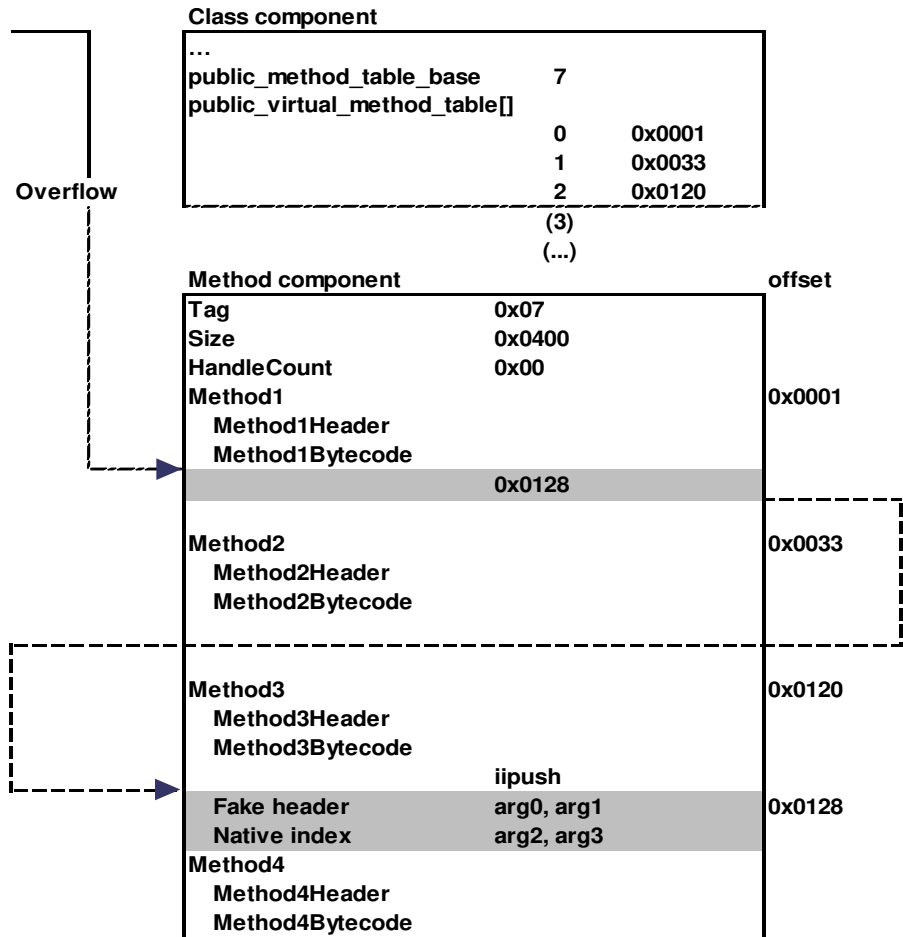 Class component
…
public_method_table_base 7
public_virtual_method_table[]
0 0x0001
1 0x0033
Overflow 2 0x0120
(3)
(...)
Method component offset
Tag 0x07
Size 0x0400
HandleCount 0x00
Method1 0x0001
Method1Header
Method1Bytecode
0x0128
Method2 0x0033
Method2Header
Method2Bytecode
Method3 0x0120
Method3Header
Method3Bytecode
iipush
Fake header arg0, arg1 0x0128
Native index arg2, arg3
Method4
Method4Header
Method4Bytecode